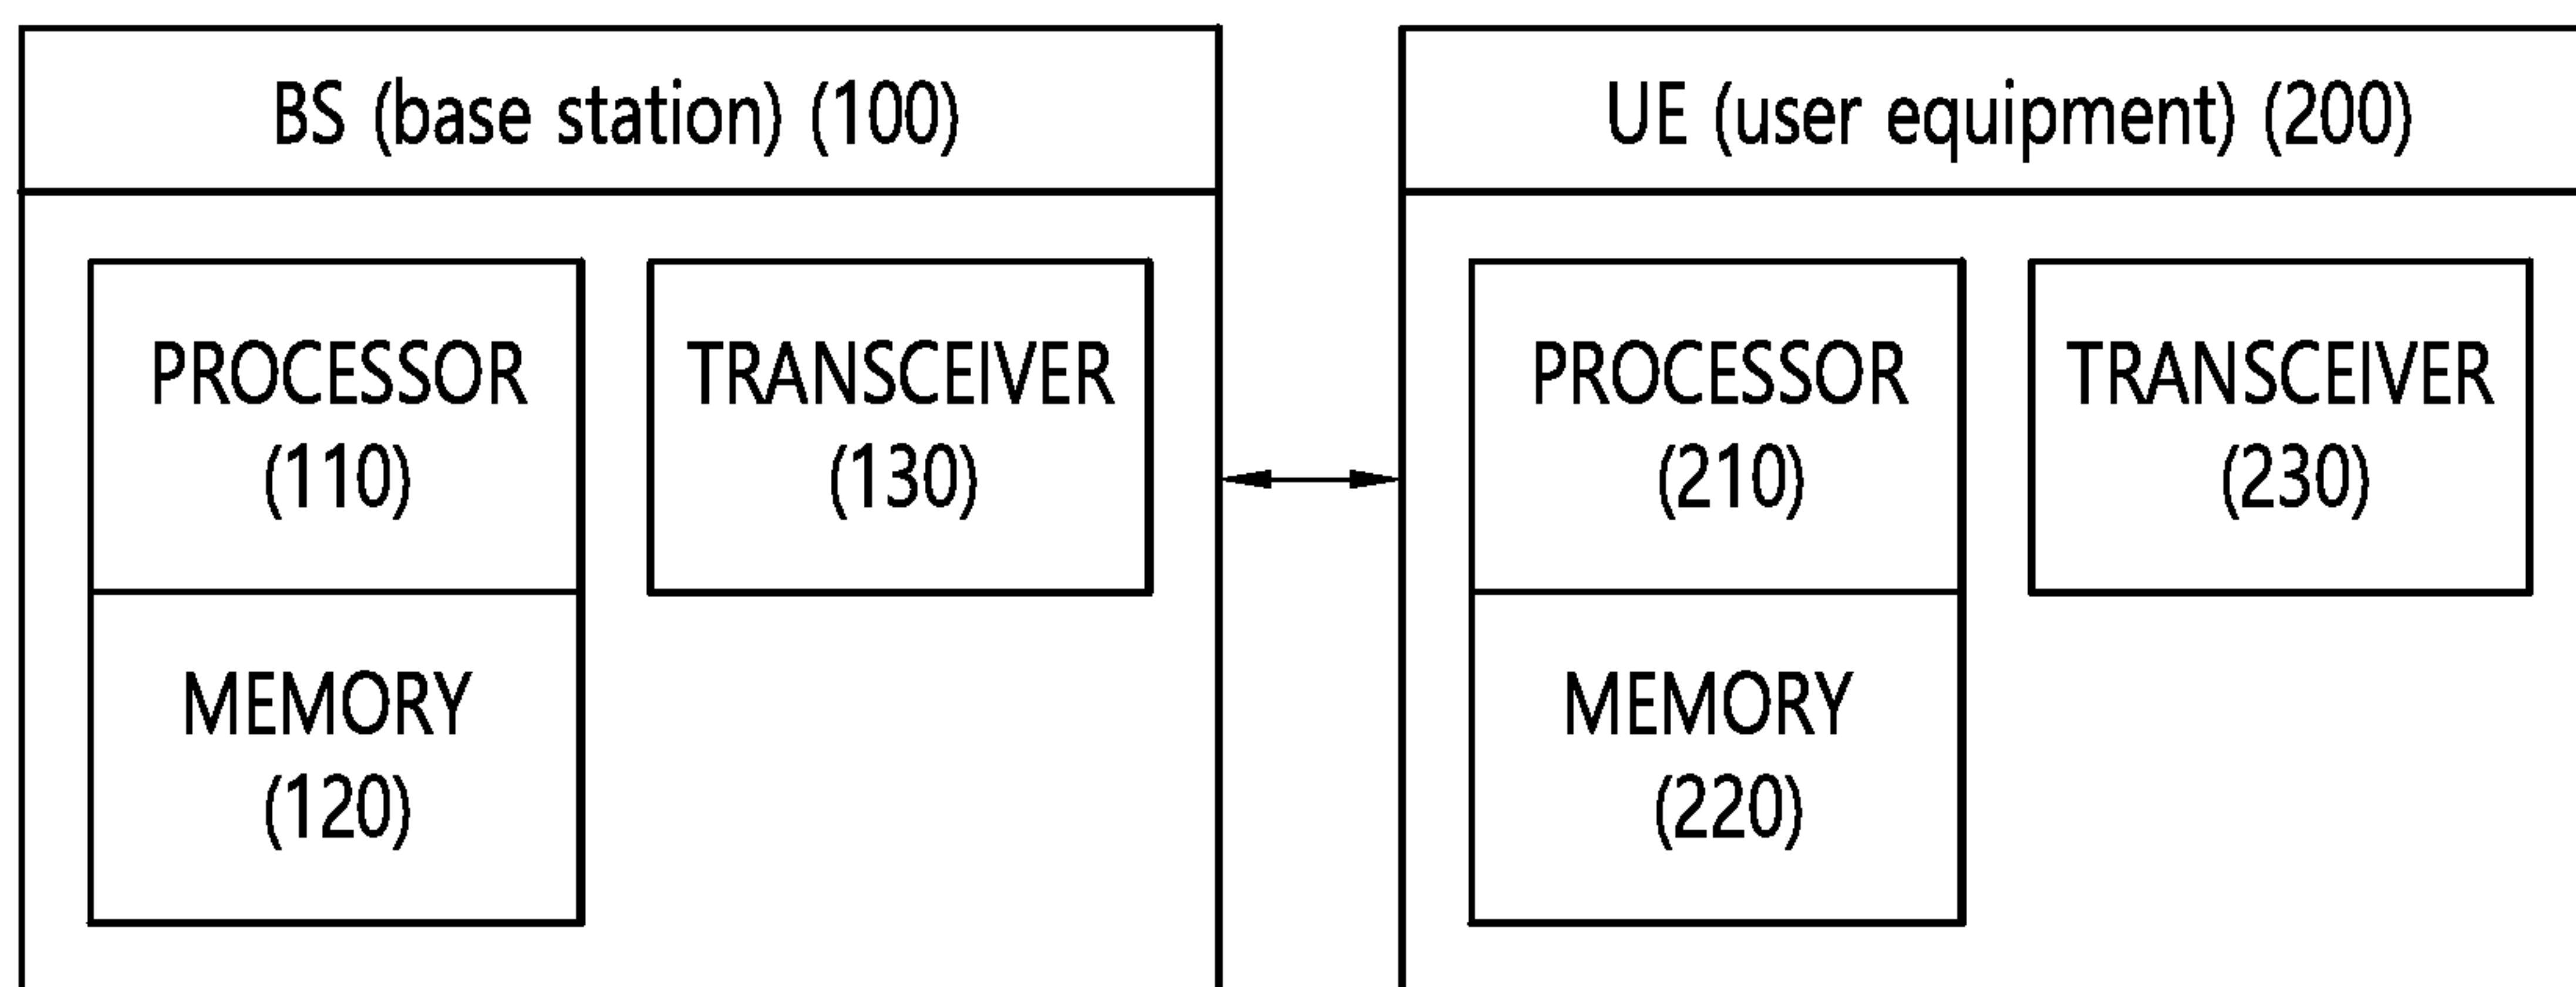 BS (base station) (100)
PROCESSOR
(110)
TRANSCEIVER
(130)
MEMORY
(120)
UE (user equipment) (200)
PROCESSOR
(210)
TRANSCEIVER
(230)
MEMORY
(220)